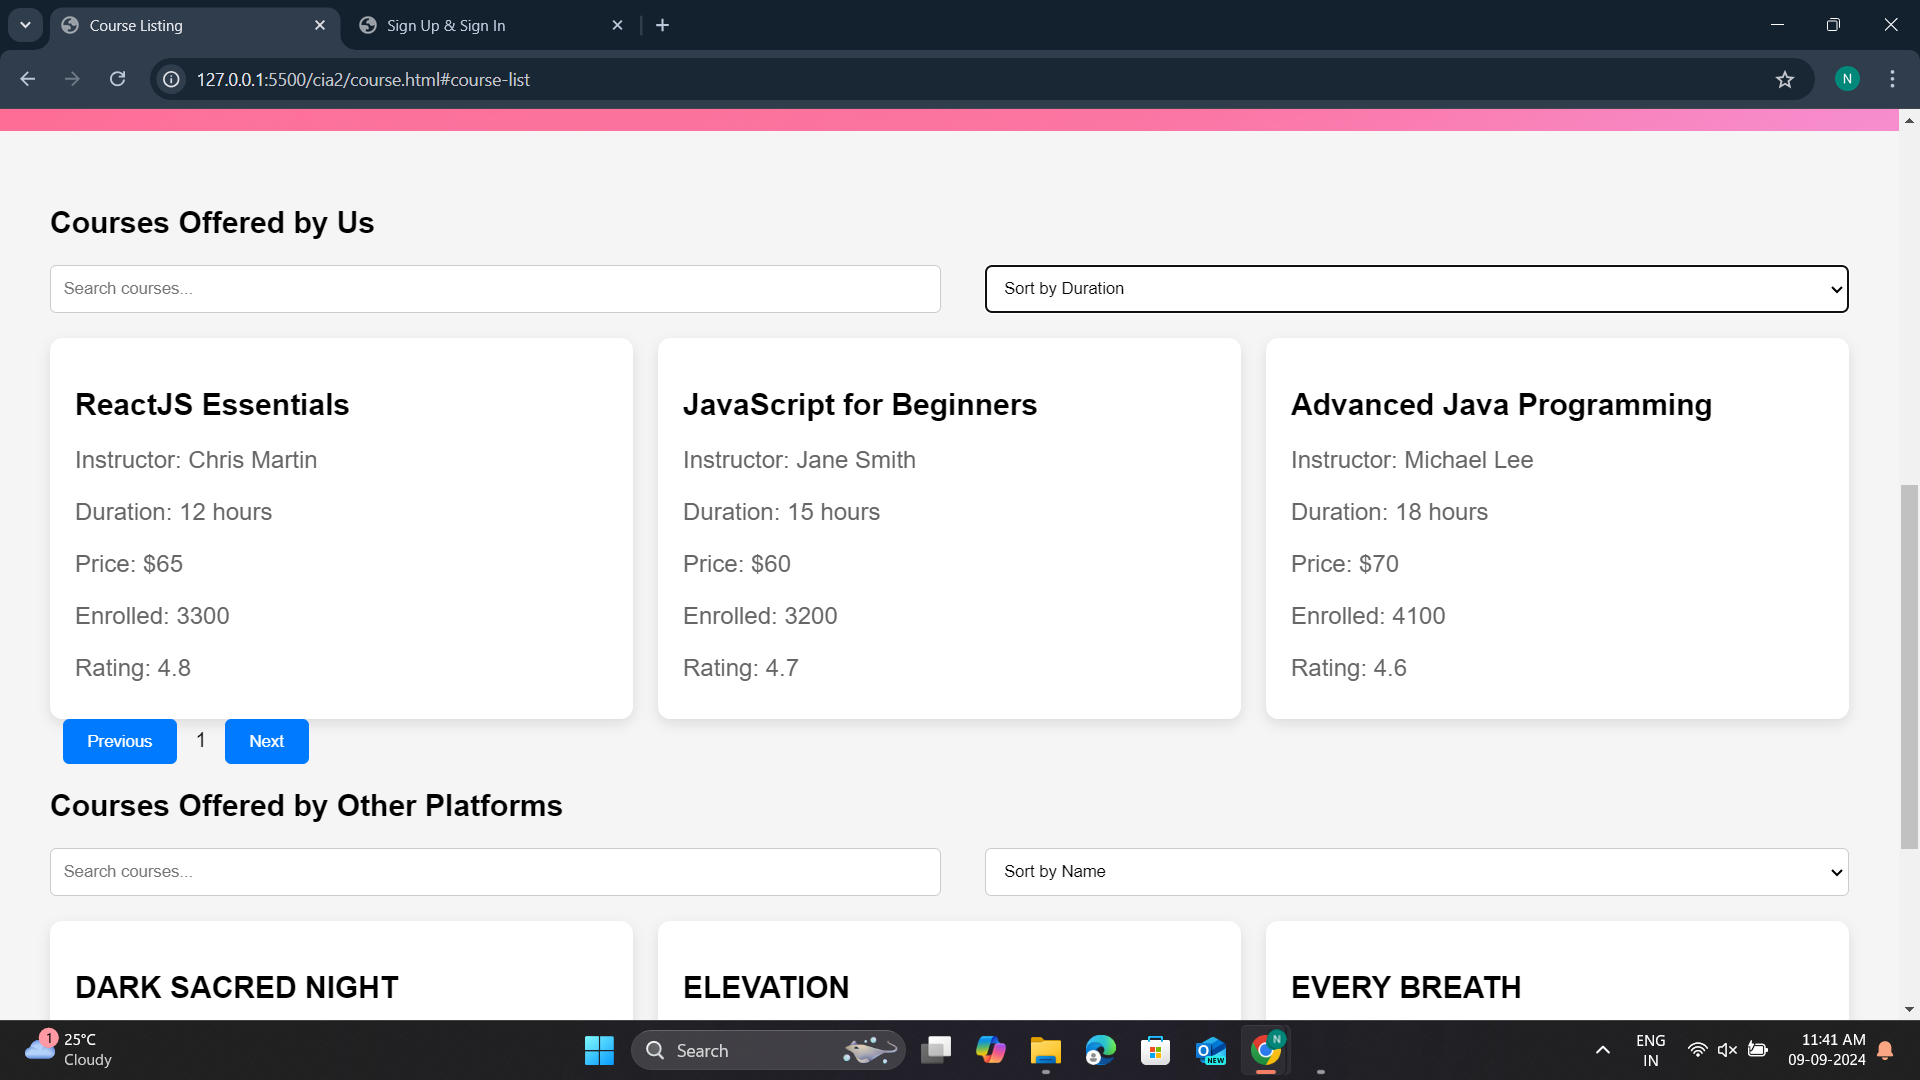 Course Listing
Sign Up & Sign In
127.0.0.1:5500/cia2/course.html#course-list
N
Courses Offered by Us
Search courses...
Sort by Duration
ReactJS Essentials
Instructor: Chris Martin
Duration: 12 hours
Price: $65
Enrolled: 3300
Rating: 4.8
JavaScript for Beginners
Instructor: Jane Smith
Duration: 15 hours
Price: $60
Enrolled: 3200
Rating: 4.7
Advanced Java Programming
Instructor: Michael Lee
Duration: 18 hours
Price: $70
Enrolled: 4100
Rating: 4.6
Previous 1 Next
Courses Offered by Other Platforms
Search courses...
Sort by Name
DARK SACRED NIGHT
ELEVATION
EVERY BREATH
1
25°C
Cloudy
Search
NEW
N
ENG
IN
11:41 AM
09-09-2024